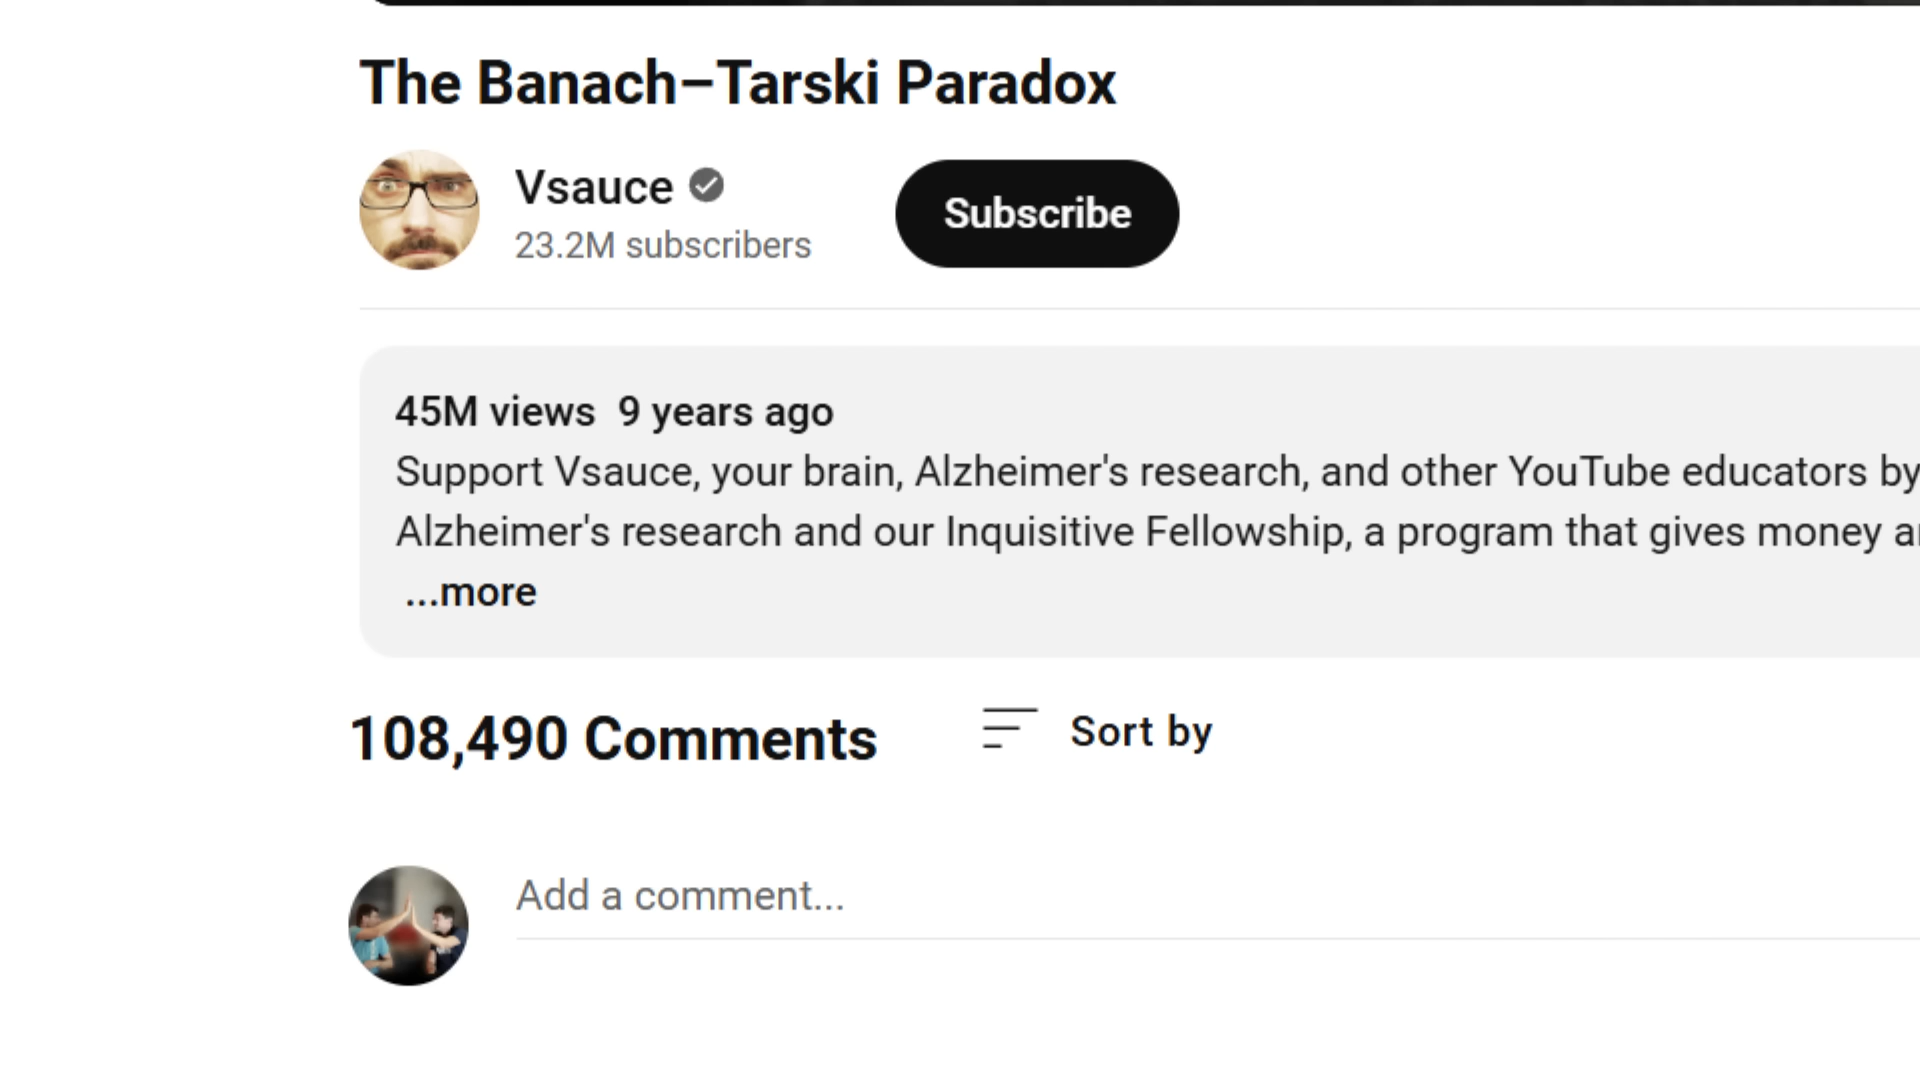 The Banach–Tarski Paradox
Vsauce
23.2M subscribers
Subscribe
45M views 9 years ago
Support Vsauce, your brain, Alzheimer's research, and other YouTube educators by
Alzheimer's research and our Inquisitive Fellowship, a program that gives money
...more
108,490 Comments
Sort by
Add a comment...